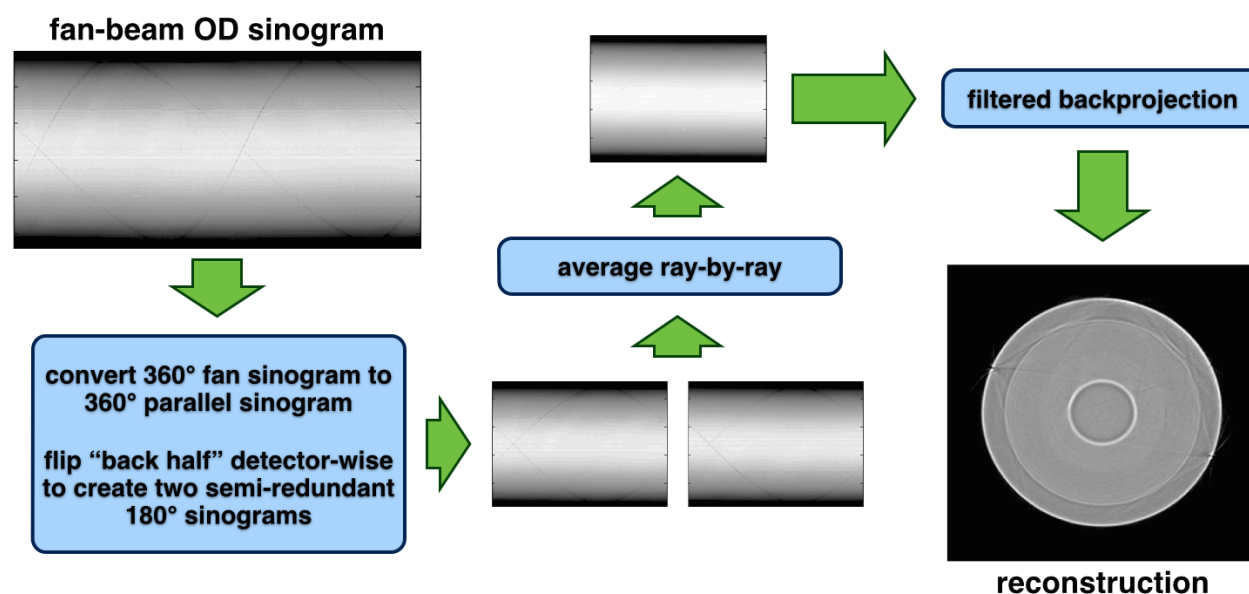 fan-beam OD sinogram
convert 360° fan sinogram to
360° parallel sinogram
flip “back half” detector-wise
to create two semi-redundant
180° sinograms
average ray-by-ray
filtered backprojection
reconstruction